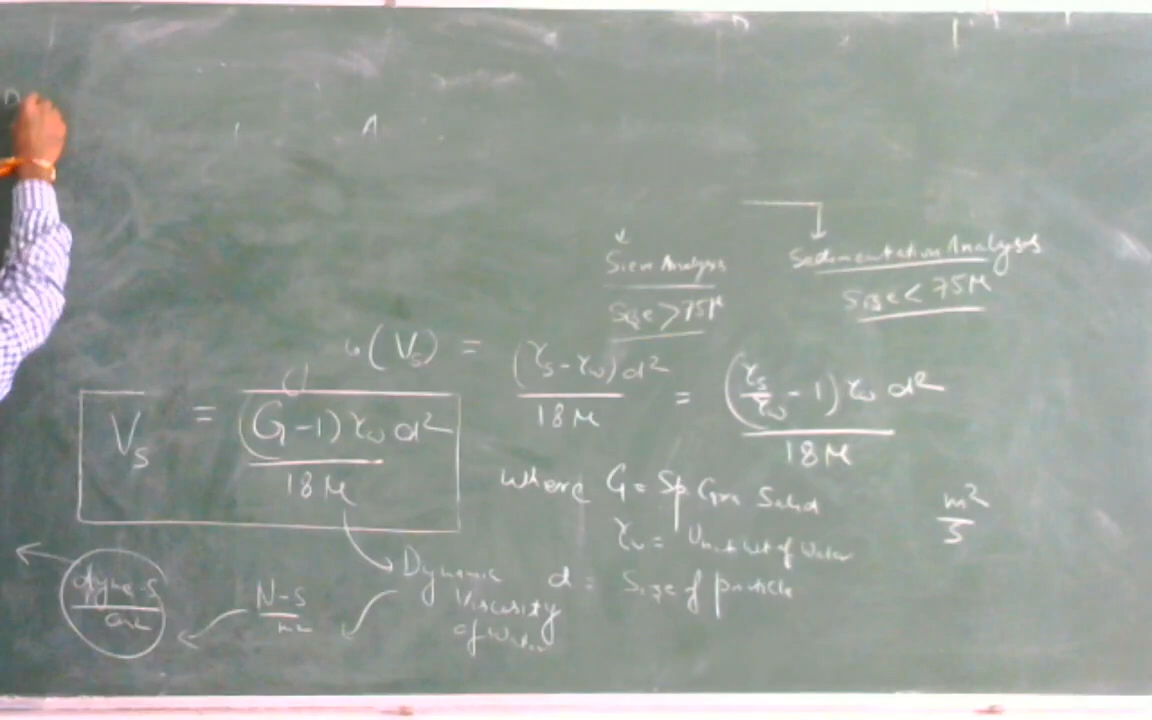 A
Sieve Analysis
Size > 75μ
Sedimentation Analysis
Size < 75μ
(Vs) = (γs - γw) d² / 18μ = (γs/γw - 1) γw d² / 18μ
Vs = (G - 1) γw d² / 18μ
where G = Sp. Gra Solid
γw = Unit wt of water
d = Size of particle
m²/s
Dynamic
Viscosity
of water
N-S / m²
dyne-s / cm²